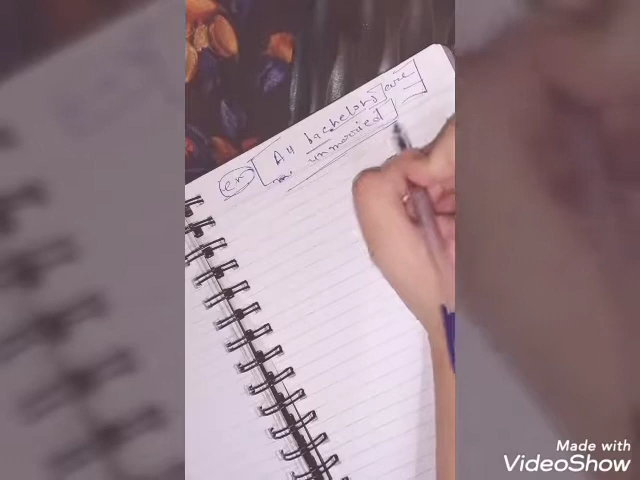 ex
All bachelors are
unmarried
Made with
VideoShow